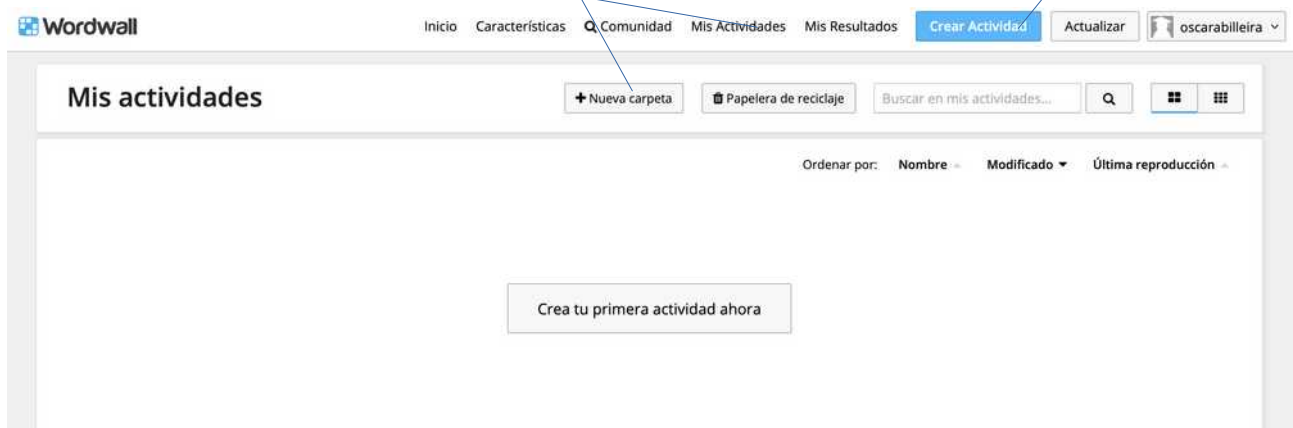 Wordwall
Inicio Características Comunidad Mis Actividades Mis Resultados Crear Actividad Actualizar oscarabilleira
Mis actividades
+ Nueva carpeta Papelera de reciclaje Buscar en mis actividades...
Ordenar por: Nombre Modificado Última reproducción
Crea tu primera actividad ahora